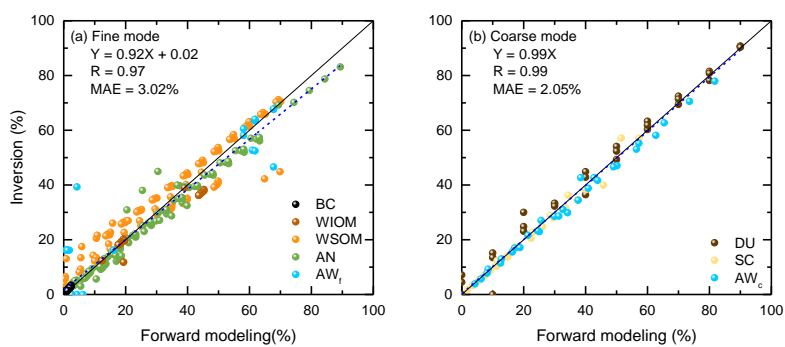 (a) Fine mode
Y = 0.92X + 0.02
R = 0.97
MAE = 3.02%
100
80
60
40
20
0
Inversion (%)
BC
WIOM
WSOM
AN
AWf
0 20 40 60 80 100
Forward modeling(%)
(b) Coarse mode
Y = 0.99X
R = 0.99
MAE = 2.05%
100
80
60
40
20
0
DU
SC
AWc
0 20 40 60 80 100
Forward modeling (%)